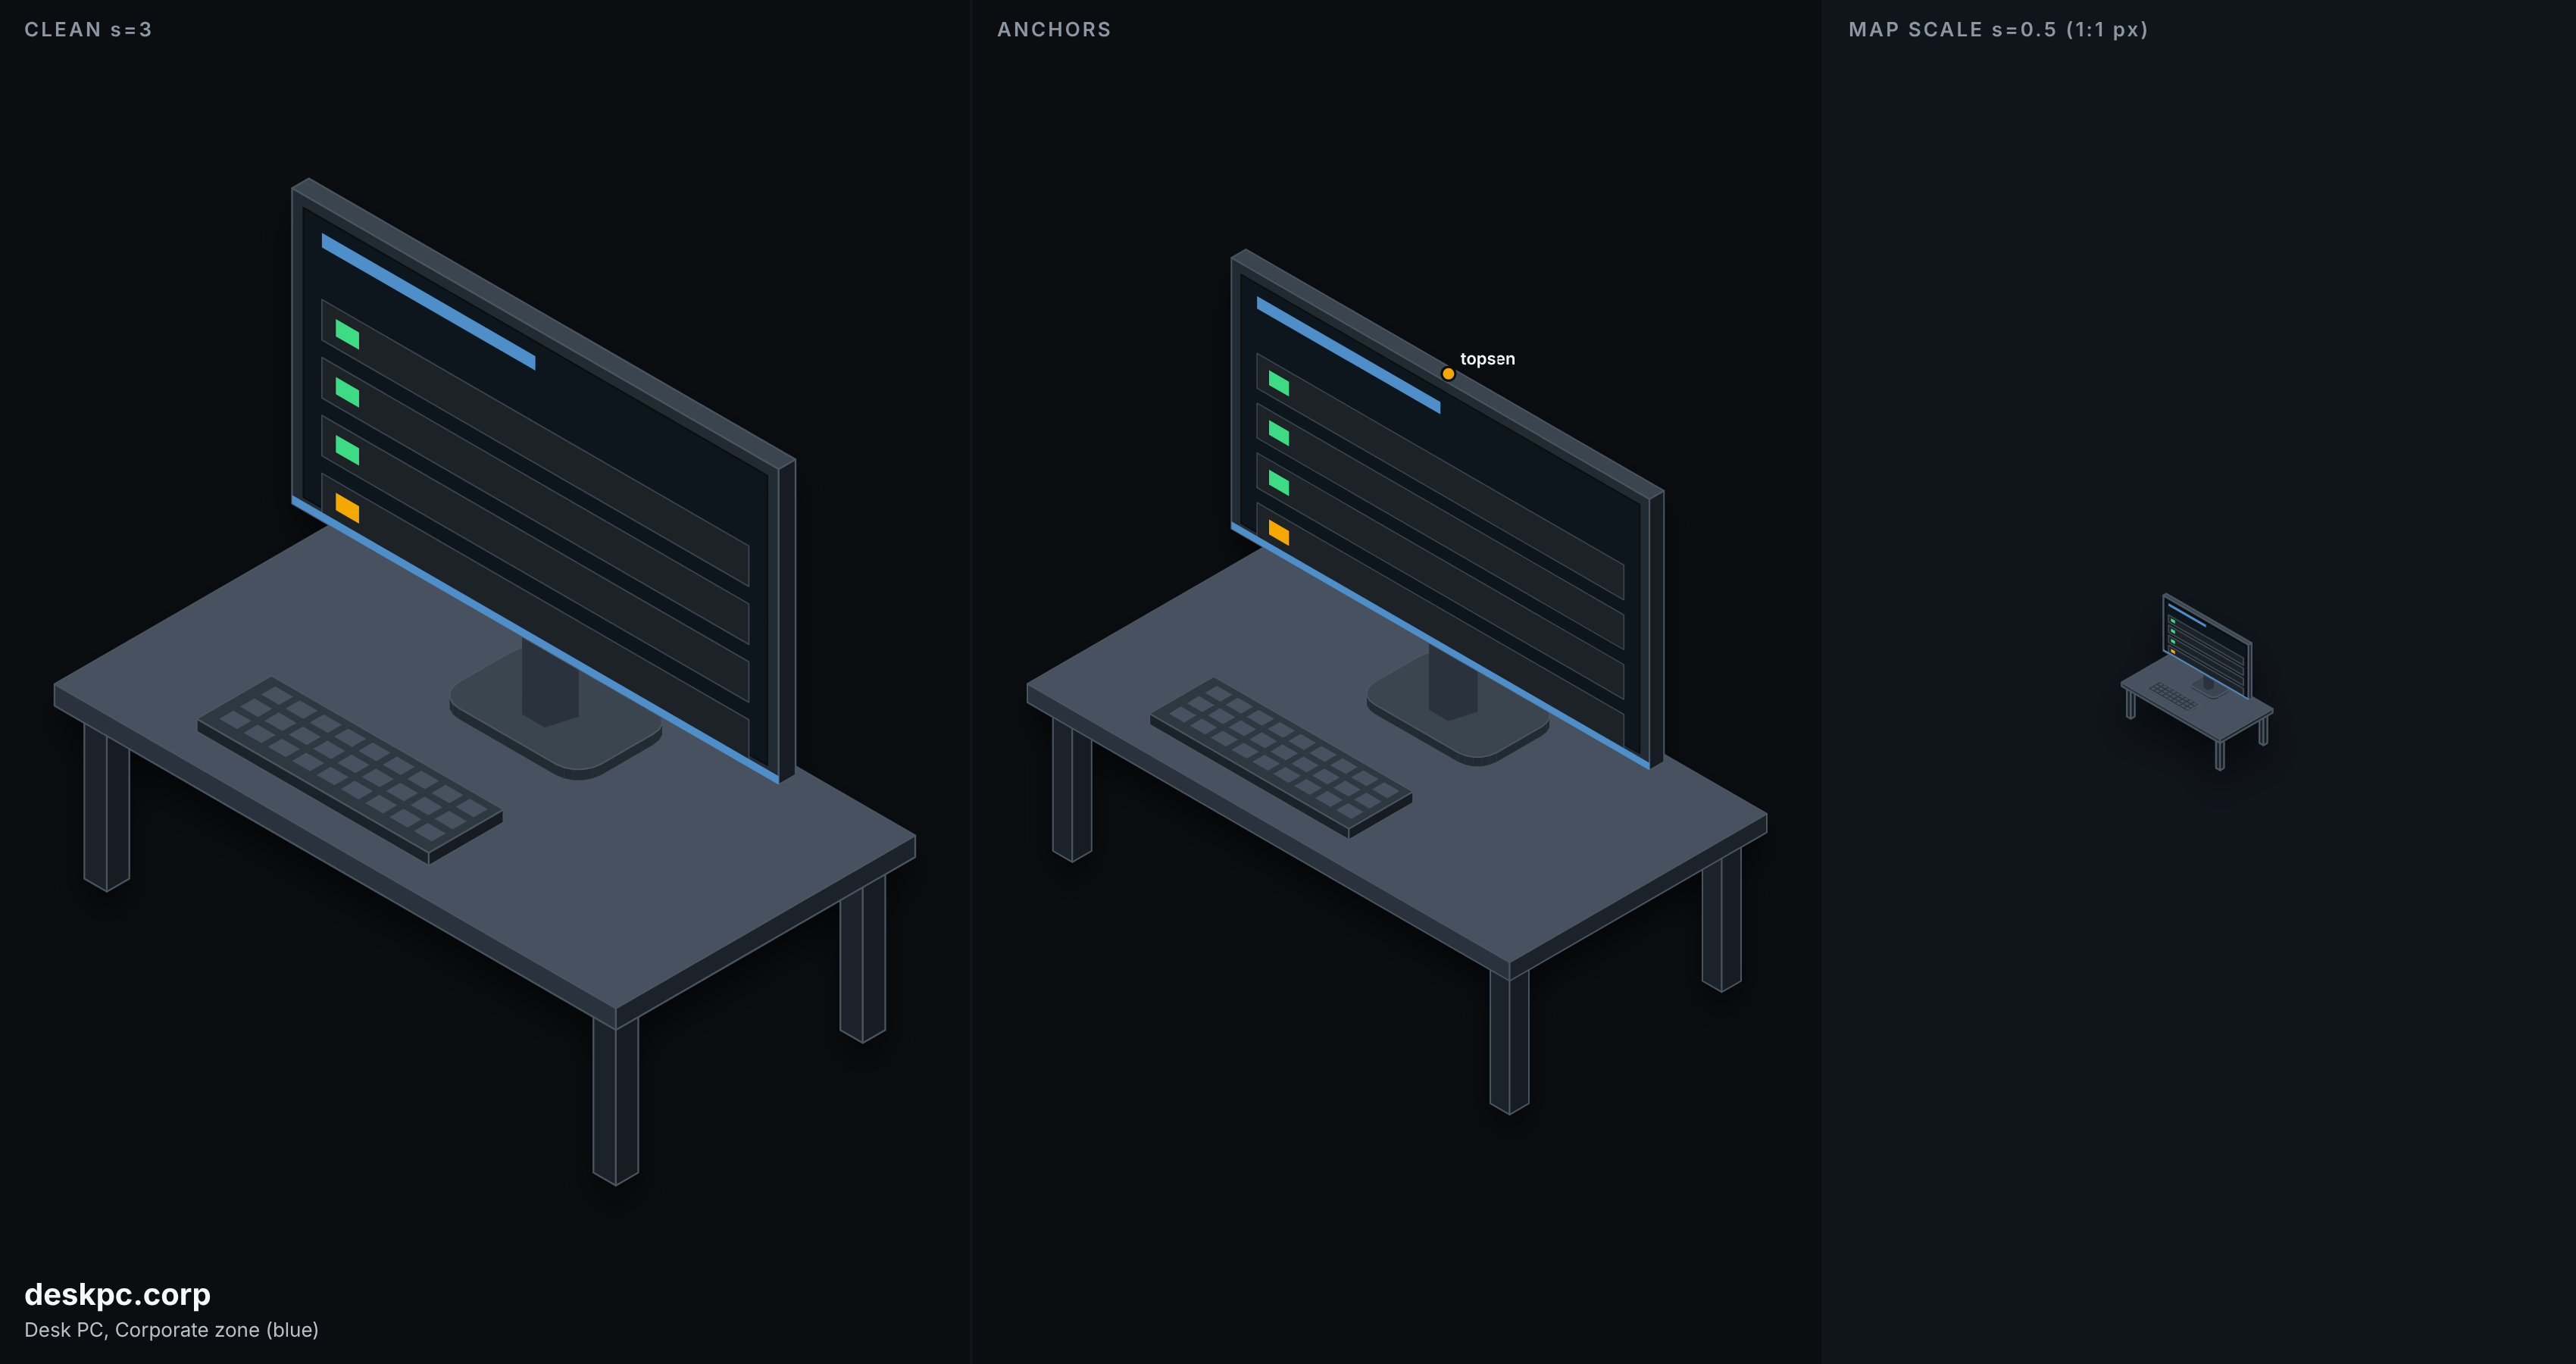 CLEAN s=3
ANCHORS
MAP SCALE s=0.5 (1:1 px)
topsen
deskpc.corp
Desk PC, Corporate zone (blue)